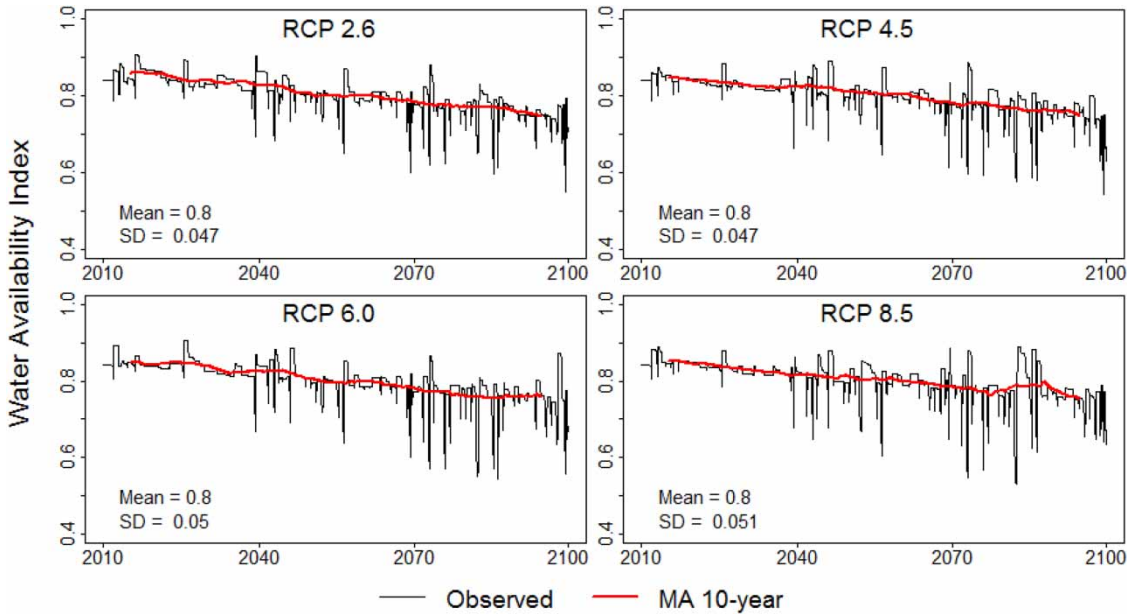 Water Availability Index
RCP 2.6
1.0
0.8
0.6
0.4
Mean = 0.8
SD = 0.047
2010 2040 2070 2100
RCP 4.5
1.0
0.8
0.6
0.4
Mean = 0.8
SD = 0.047
2010 2040 2070 2100
RCP 6.0
1.0
0.8
0.6
0.4
Mean = 0.8
SD = 0.05
2010 2040 2070 2100
RCP 8.5
1.0
0.8
0.6
0.4
Mean = 0.8
SD = 0.051
2010 2040 2070 2100
Observed MA 10-year